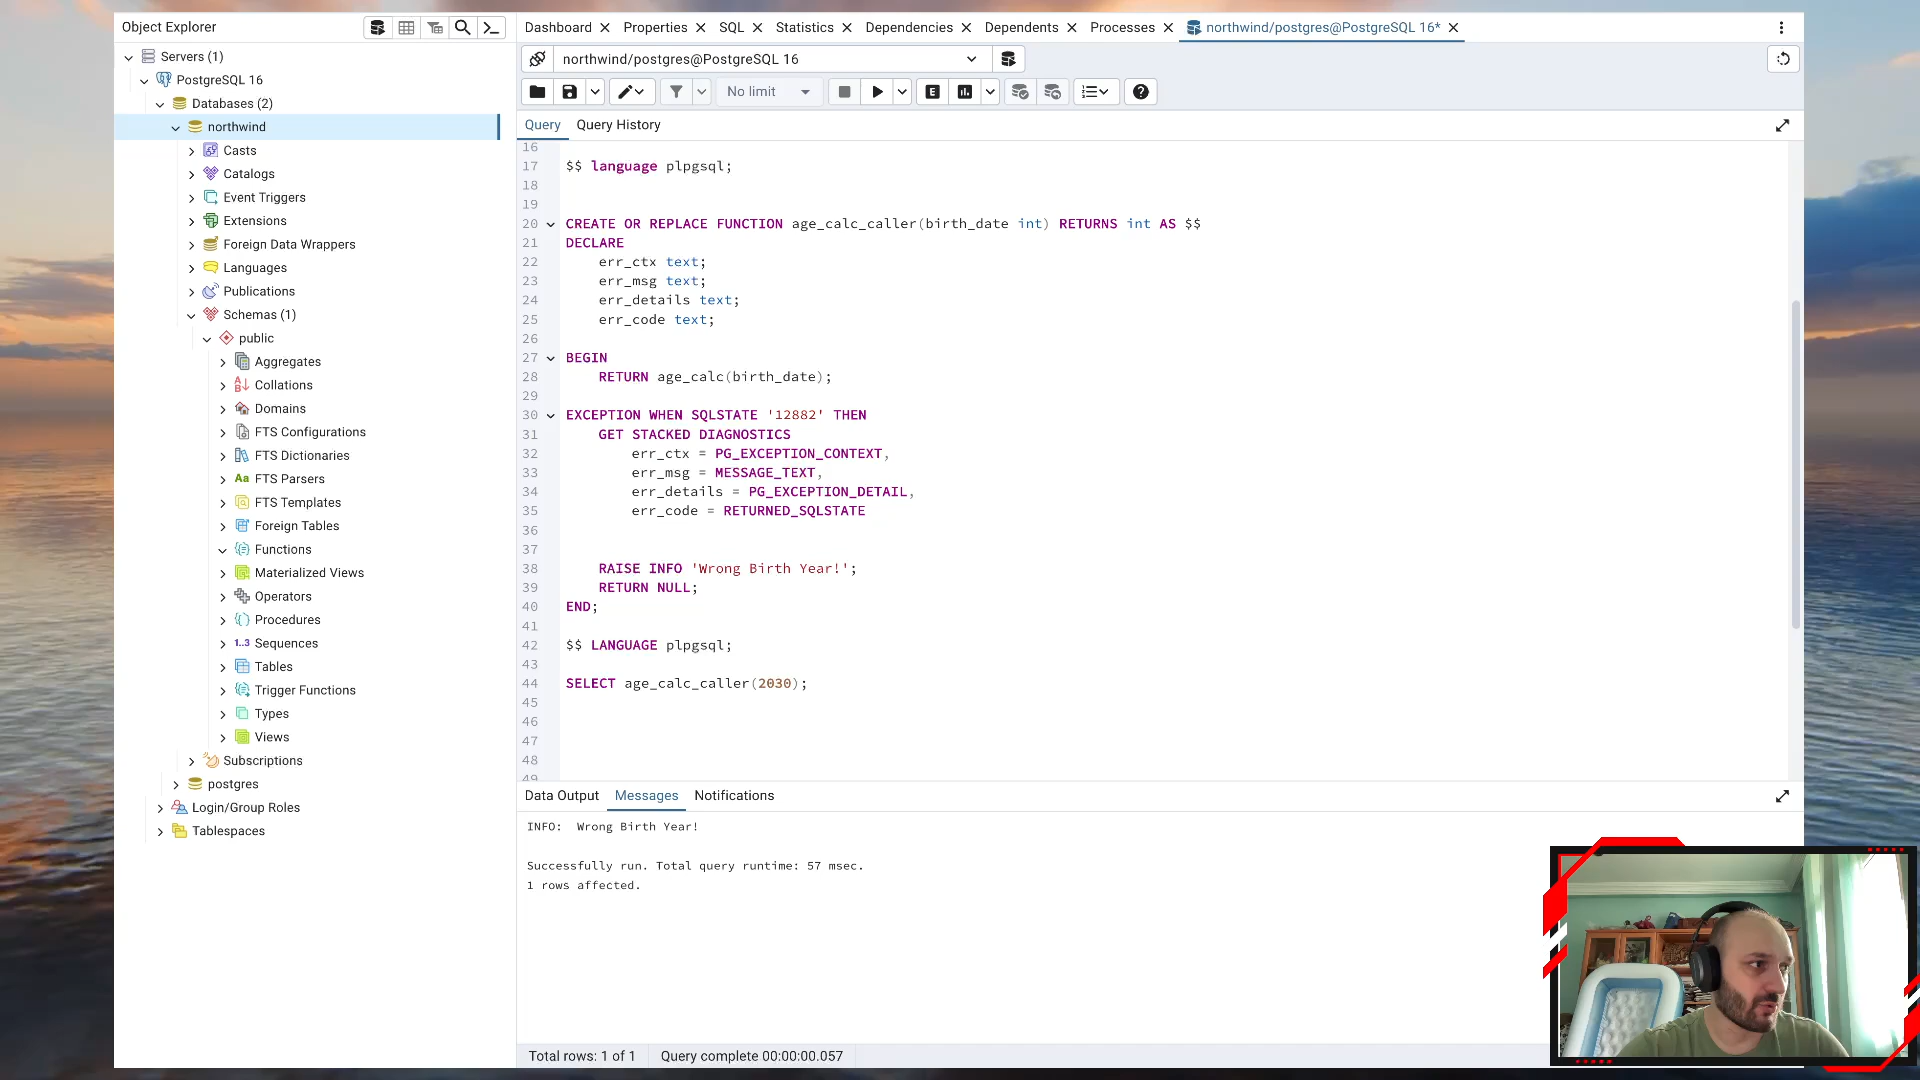 Object Explorer
Servers (1)
PostgreSQL 16
Databases (2)
northwind
Casts
Catalogs
Event Triggers
Extensions
Foreign Data Wrappers
Languages
Publications
Schemas (1)
public
Aggregates
Collations
Domains
FTS Configurations
FTS Dictionaries
Aa FTS Parsers
FTS Templates
Foreign Tables
Functions
Materialized Views
Operators
Procedures
1..3 Sequences
Tables
Trigger Functions
Types
Views
Subscriptions
postgres
Login/Group Roles
Tablespaces
Dashboard Properties SQL Statistics Dependencies Dependents Processes northwind/postgres@PostgreSQL 16*
northwind/postgres@PostgreSQL 16
No limit E
Query Query History
16
17 $$ language plpgsql;
18
19
20 CREATE OR REPLACE FUNCTION age_calc_caller(birth_date int) RETURNS int AS $$
21 DECLARE
22 err_ctx text;
23 err_msg text;
24 err_details text;
25 err_code text;
26
27 BEGIN
28 RETURN age_calc(birth_date);
29
30 EXCEPTION WHEN SQLSTATE '12882' THEN
31 GET STACKED DIAGNOSTICS
32 err_ctx = PG_EXCEPTION_CONTEXT,
33 err_msg = MESSAGE_TEXT,
34 err_details = PG_EXCEPTION_DETAIL,
35 err_code = RETURNED_SQLSTATE
36
37
38 RAISE INFO 'Wrong Birth Year!';
39 RETURN NULL;
40 END;
41
42 $$ LANGUAGE plpgsql;
43
44 SELECT age_calc_caller(2030);
45
46
47
48
49
Data Output Messages Notifications
INFO: Wrong Birth Year!
Successfully run. Total query runtime: 57 msec.
1 rows affected.
Total rows: 1 of 1 Query complete 00:00:00.057